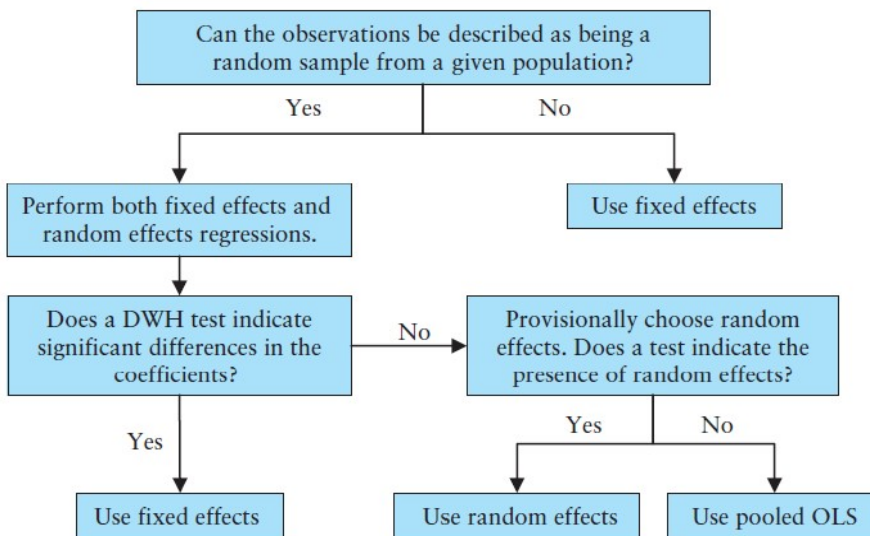 Can the observations be described as being a
random sample from a given population?
Yes
No
Perform both fixed effects and
random effects regressions.
Use fixed effects
Does a DWH test indicate
significant differences in the
coefficients?
No
Provisionally choose random
effects. Does a test indicate the
presence of random effects?
Yes
Yes
No
Use fixed effects
Use random effects
Use pooled OLS